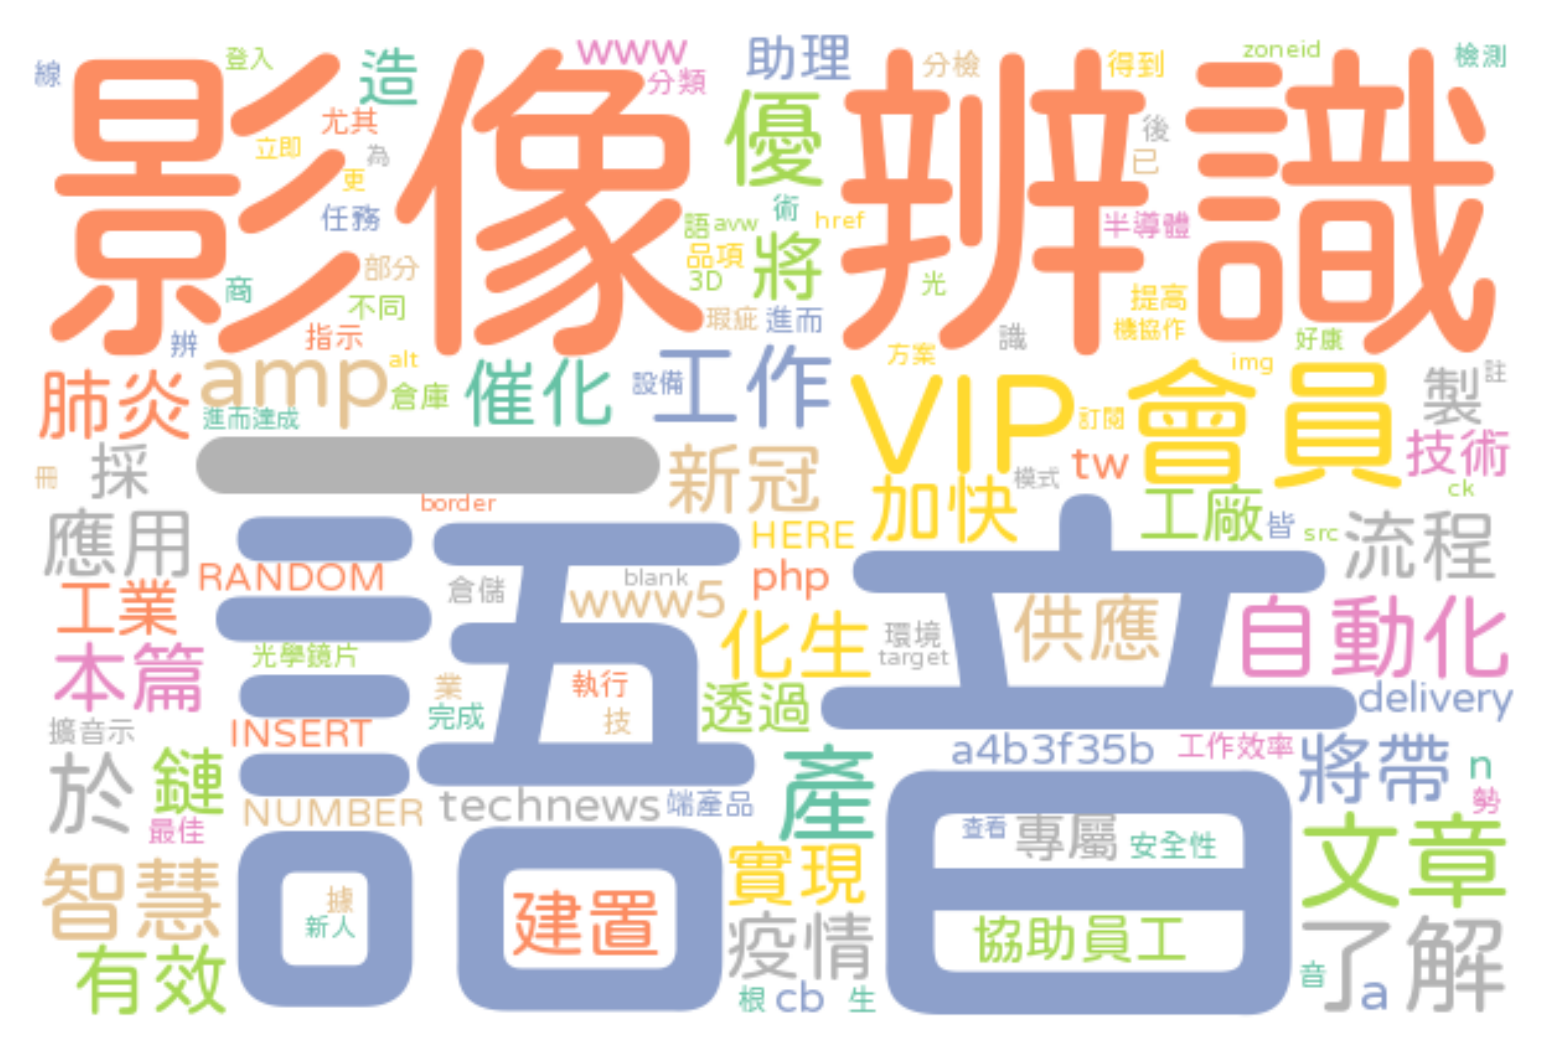 線
登入
造
www
分類
助理
分檢
得到
zoneid
檢測
影像
辨識
優
尤其
立即
為
更
後
已
任務
語
avw
術
href
半導體
品項
將
3D
商
部分
不同
光
提高
指示
辨
瑕疵
進而
識
機協作
好康
肺炎
amp
alt
倉庫
催化
設備
工作
方案
VIP
會員
img
製
註
進而達成
訂閱
冊
採
一
新冠
加快
模式
tw
技術
ck
border
應用
HERE
工廠
皆
src
流程
工業
RANDOM
倉儲
blank
www5
php
語音
供應
自動化
本篇
光學鏡片
業
完成
執行
技
化生
環境
target
透過
delivery
擴音示
INSERT
a4b3f35b
工作效率
將帶
n
勢
於
鏈
最佳
NUMBER
technews
端產品
產
查看
專屬
安全性
文章
智慧
據
新人
建置
實現
疫情
協助員工
了解
有效
根
cb
生
音
a